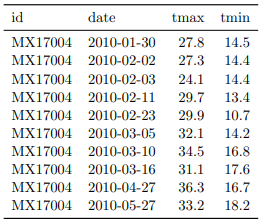 id date tmax tmin
MX17004 2010-01-30 27.8 14.5
MX17004 2010-02-02 27.3 14.4
MX17004 2010-02-03 24.1 14.4
MX17004 2010-02-11 29.7 13.4
MX17004 2010-02-23 29.9 10.7
MX17004 2010-03-05 32.1 14.2
MX17004 2010-03-10 34.5 16.8
MX17004 2010-03-16 31.1 17.6
MX17004 2010-04-27 36.3 16.7
MX17004 2010-05-27 33.2 18.2